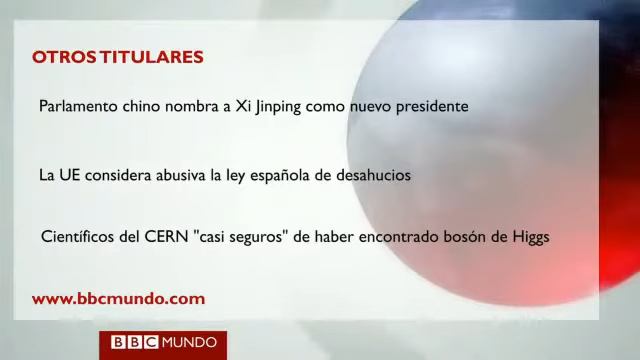 OTROS TITULARES
Parlamento chino nombra a Xi Jinping como nuevo presidente
La UE considera abusiva la ley española de desahucios
Científicos del CERN "casi seguros" de haber encontrado bosón de Higgs
www.bbcmundo.com
BBC MUNDO